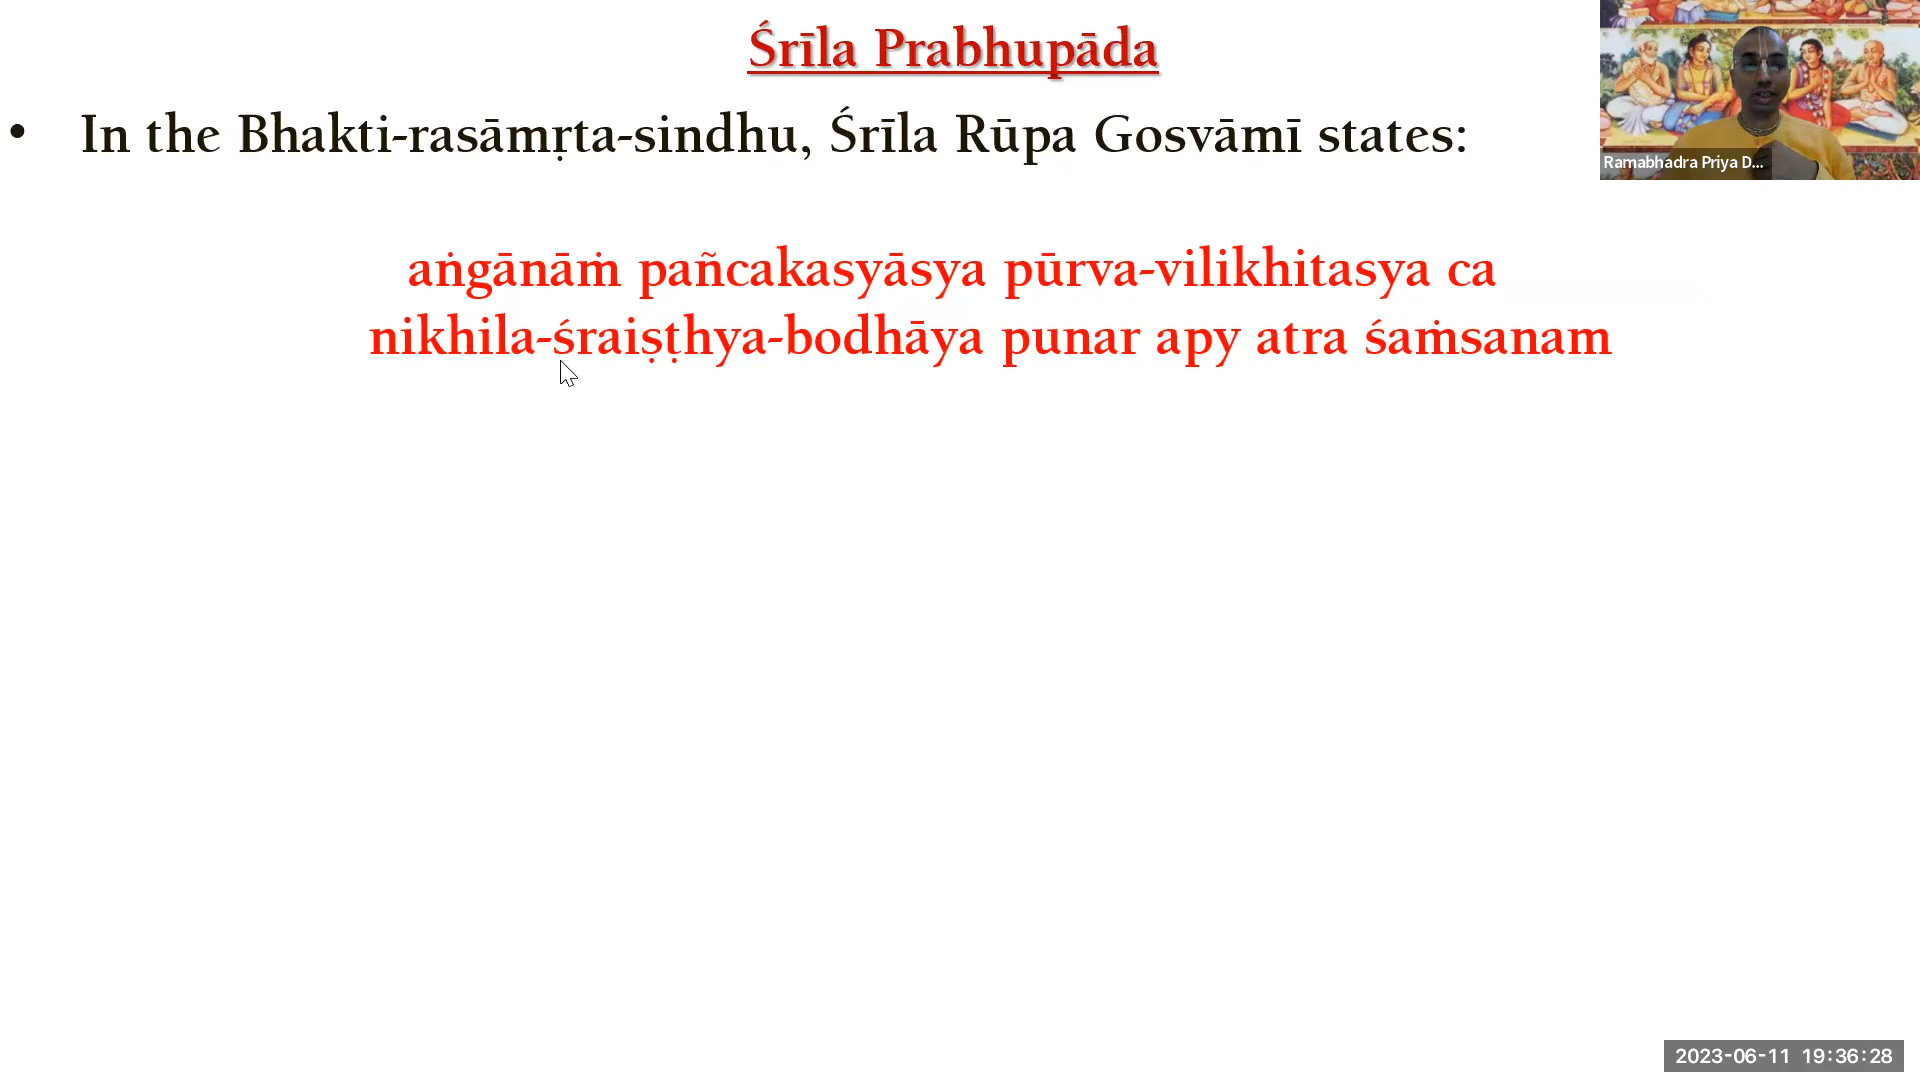 Śrīla Prabhupāda
• In the Bhakti-rasāmṛta-sindhu, Śrīla Rūpa Gosvāmī states:
Ramabhadra Priya D...
aṅgānāṁ pañcakasyāsya pūrva-vilikhitasya ca
nikhila-śraiṣṭhya-bodhāya punar apy atra śaṁsanam
2023-06-11 19:36:28